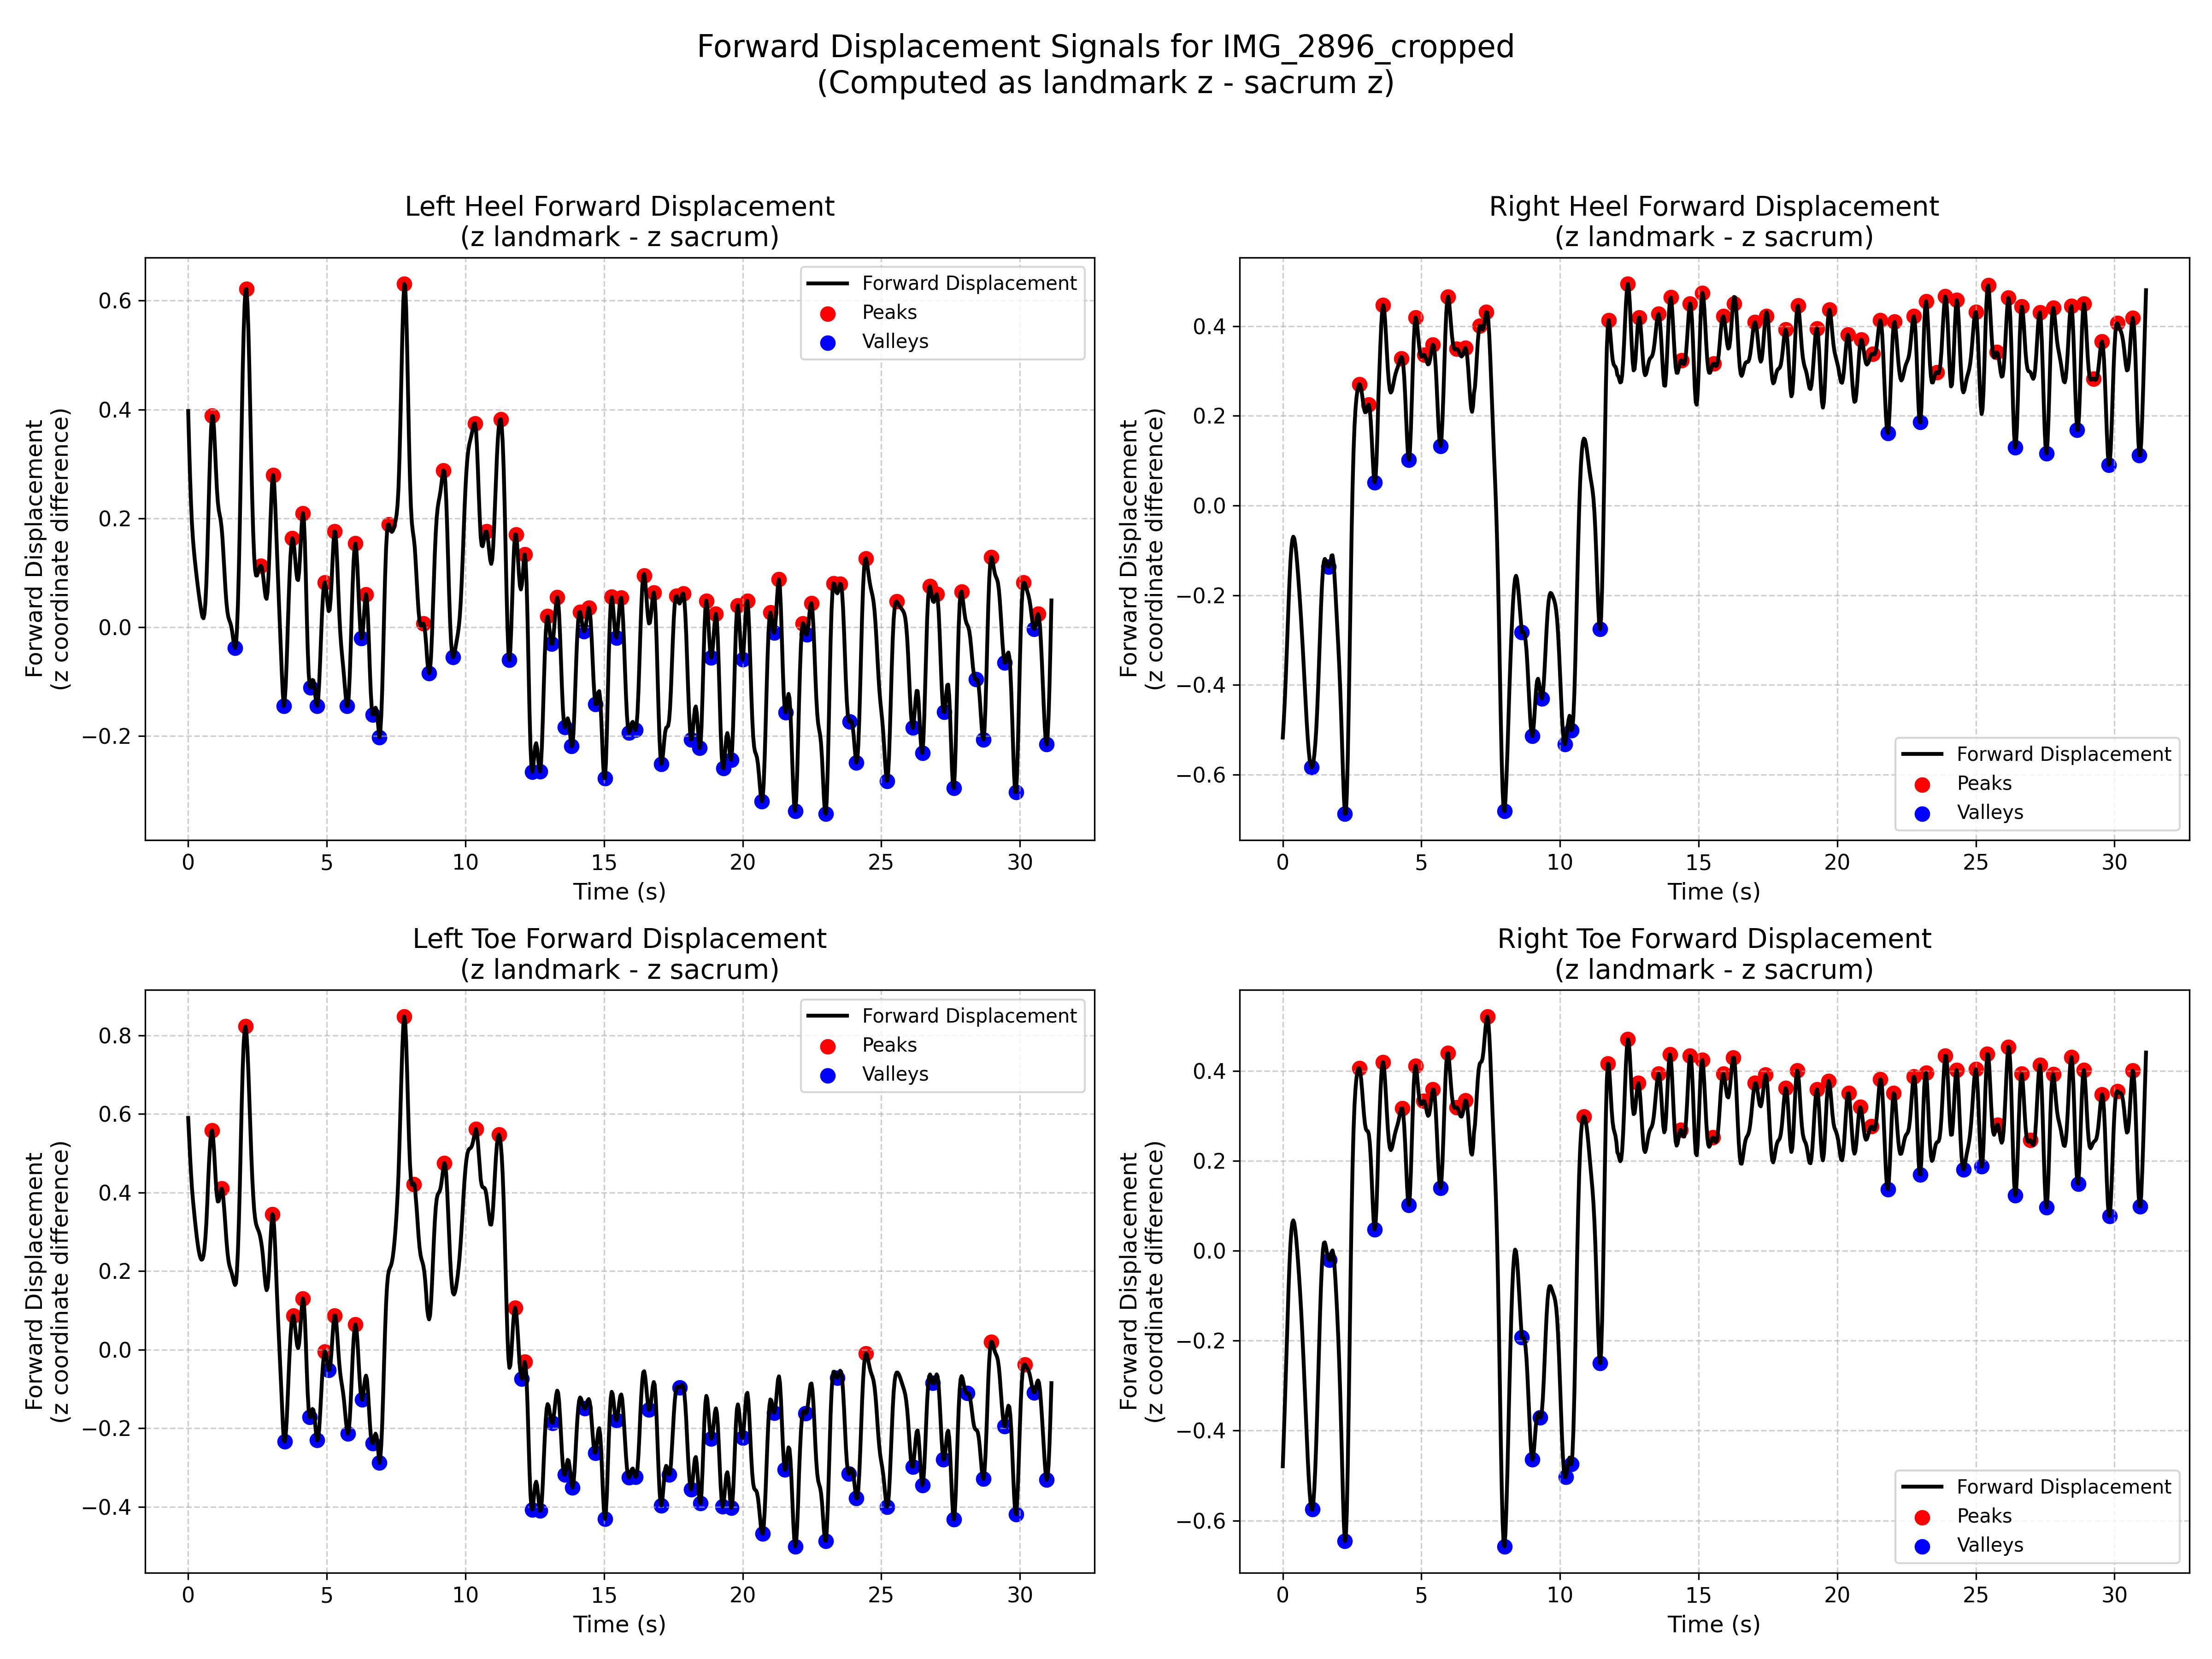 Forward Displacement Signals for IMG_2896_cropped
(Computed as landmark z - sacrum z)
Left Heel Forward Displacement
(z landmark - z sacrum)
Forward Displacement
(z coordinate difference)
0.6
0.4
0.2
0.0
−0.2
Forward Displacement
Peaks
Valleys
0 5 10 15 20 25 30
Time (s)
Right Heel Forward Displacement
(z landmark - z sacrum)
Forward Displacement
(z coordinate difference)
0.4
0.2
0.0
−0.2
−0.4
−0.6
Forward Displacement
Peaks
Valleys
0 5 10 15 20 25 30
Time (s)
Left Toe Forward Displacement
(z landmark - z sacrum)
Forward Displacement
(z coordinate difference)
0.8
0.6
0.4
0.2
0.0
−0.2
−0.4
Forward Displacement
Peaks
Valleys
0 5 10 15 20 25 30
Time (s)
Right Toe Forward Displacement
(z landmark - z sacrum)
Forward Displacement
(z coordinate difference)
0.4
0.2
0.0
−0.2
−0.4
−0.6
Forward Displacement
Peaks
Valleys
0 5 10 15 20 25 30
Time (s)